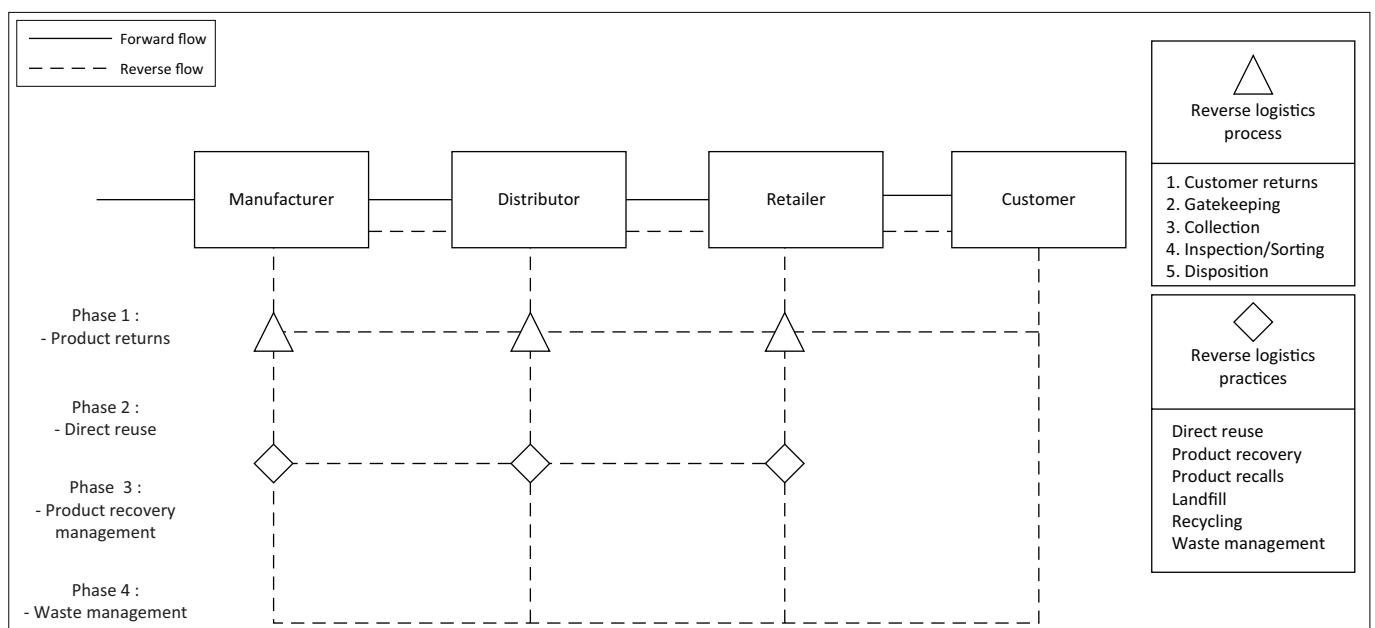 Forward flow
Reverse flow
Manufacturer
Distributor
Retailer
Customer
Phase 1 :
- Product returns
Phase 2 :
- Direct reuse
Phase  3 :
- Product recovery
management
Phase 4 :
- Waste management
Reverse logistics
process
1. Customer returns
2. Gatekeeping
3. Collection
4. Inspection/Sorting
5. Disposition
Reverse logistics
practices
Direct reuse
Product recovery
Product recalls
Landfill
Recycling
Waste management